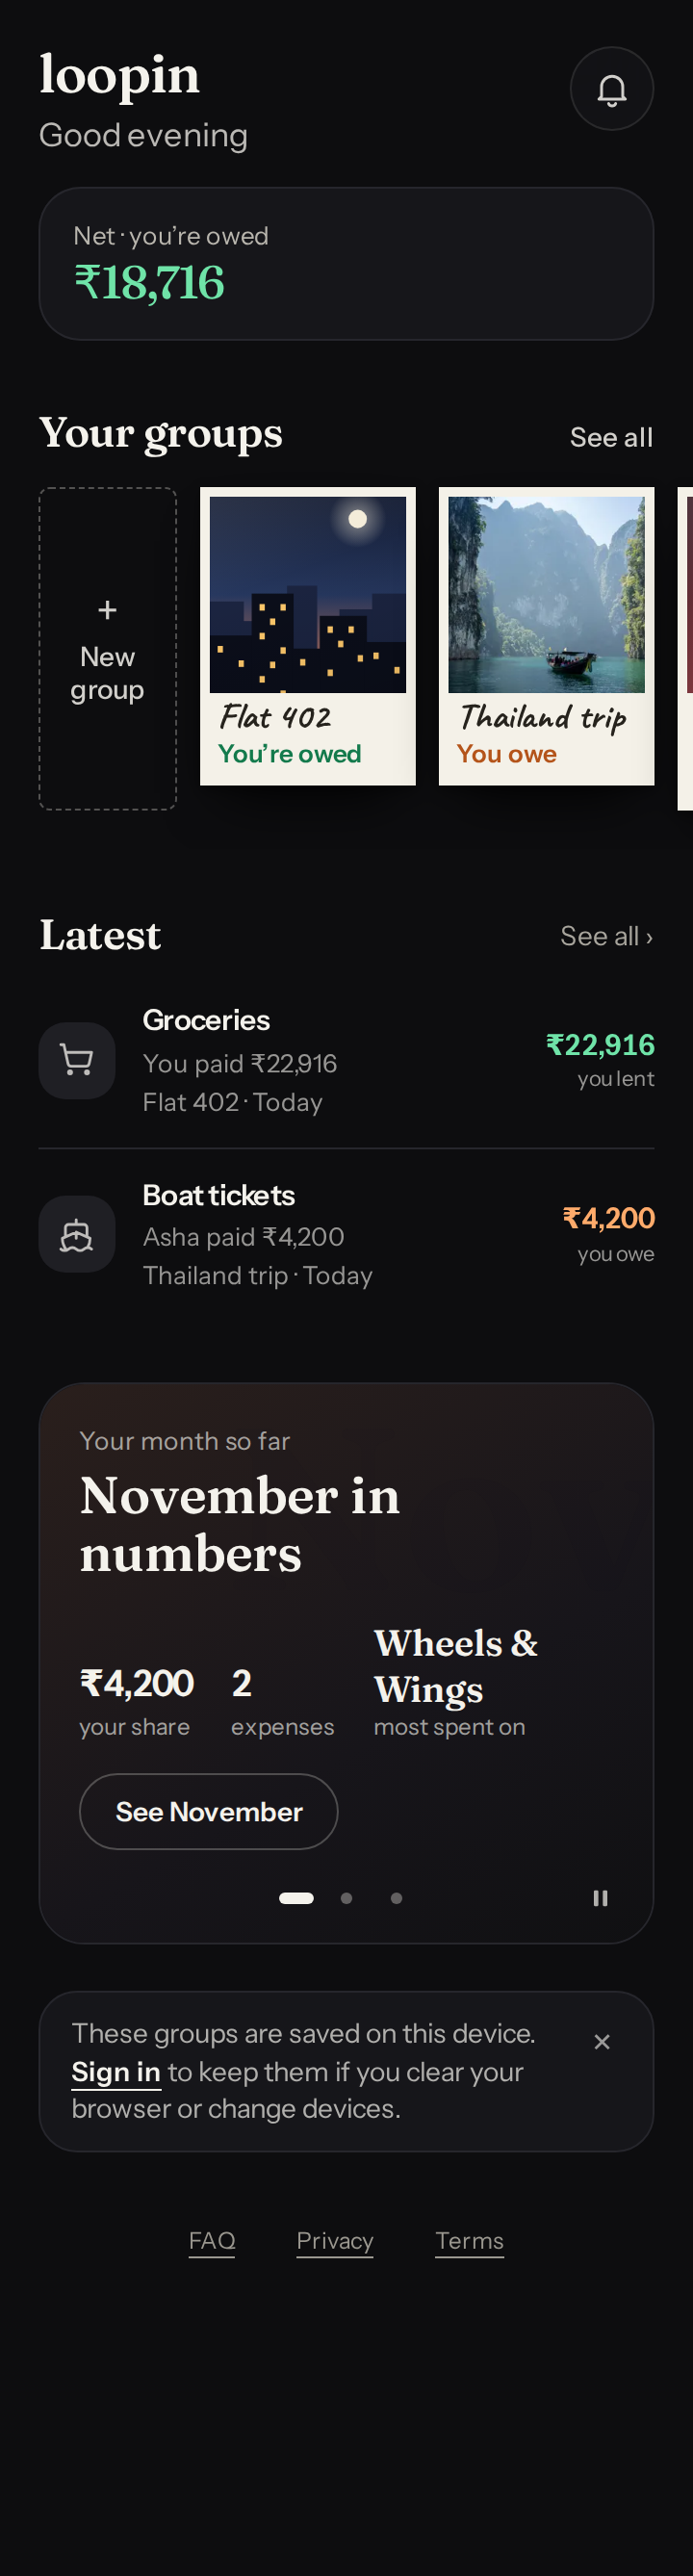 loopin
Good evening
Net · you’re owed
₹18,716
Your groups
See all
+
New
group
Flat 402
You’re owed
Thailand trip
You owe
Latest
See all ›
Groceries
You paid ₹22,916
Flat 402 · Today
₹22,916
you lent
Boat tickets
Asha paid ₹4,200
Thailand trip · Today
₹4,200
you owe
Your month so far
November in
numbers
₹4,200
your share
2
expenses
Wheels &
Wings
most spent on
See November
These groups are saved on this device.
Sign in to keep them if you clear your
browser or change devices.
FAQ
Privacy
Terms